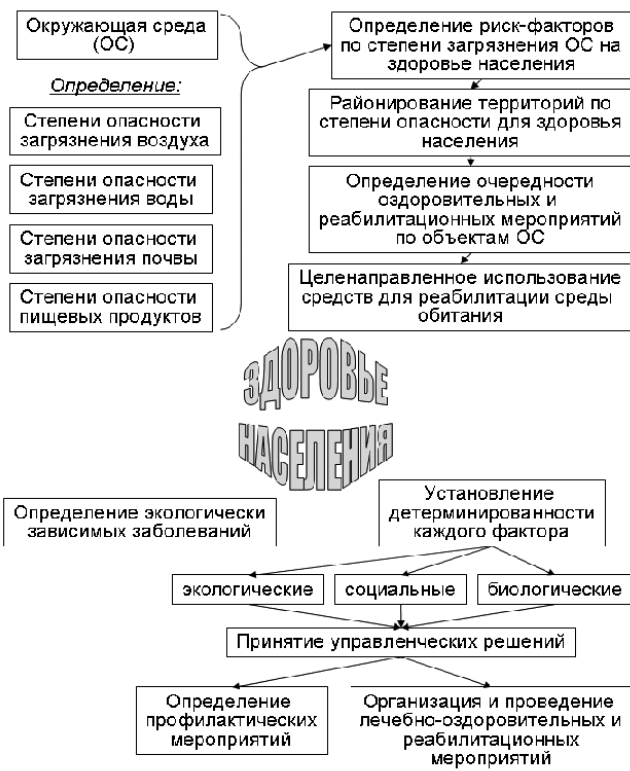 Окружающая среда
(ОС)
Определение:
Степени опасности
загрязнения воздуха
Степени опасности
загрязнения воды
Степени опасности
загрязнения почвы
Степени опасности
пищевых продуктов
Определение риск-факторов
по степени загрязнения ОС на
здоровье населения
Районирование территорий по
степени опасности для здоровья
населения
Определение очередности
оздоровительных и
реабилитационных мероприятий
по объектам ОС
Целенаправленное использование
средств для реабилитации среды
обитания
ЗДОРОВЬЕ
НАСЕЛЕНИЯ
Определение экологически
зависимых заболеваний
Установление
детерминированности
каждого фактора
экологические
социальные
биологические
Принятие управленческих решений
Определение
профилактических
мероприятий
Организация и проведение
лечебно-оздоровительных и
реабилитационных
мероприятий